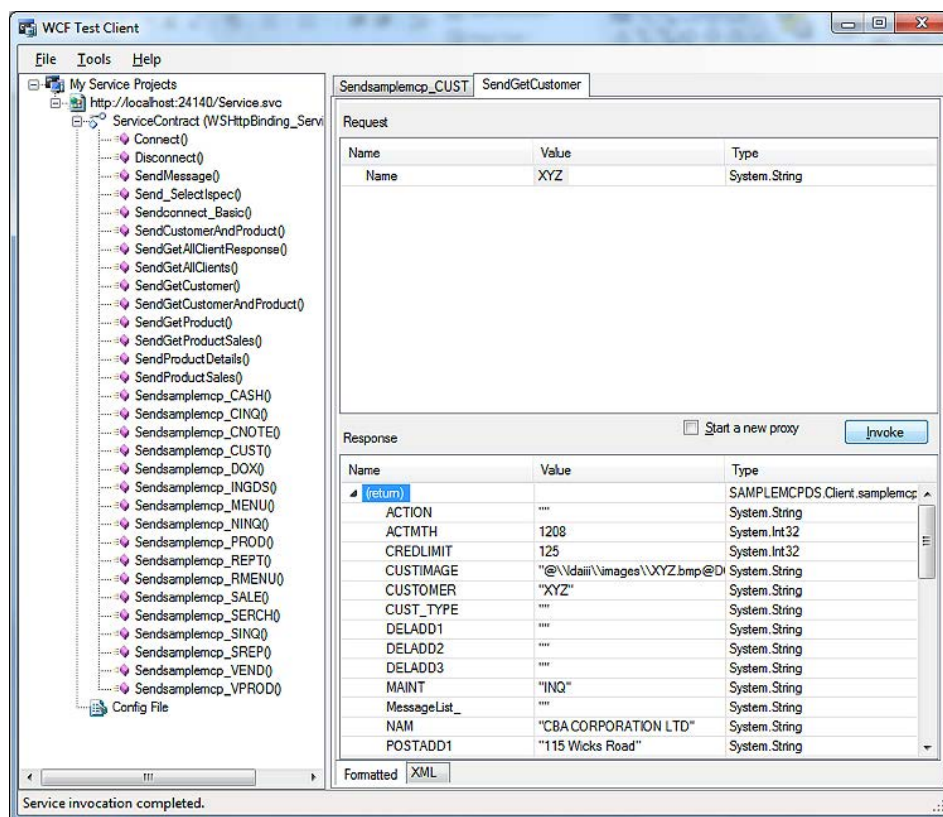 WCF Test Client
File Tools Help
My Service Projects
http://localhost:24140/Service.svc
ServiceContract (WSHttpBinding_Servi
Connect()
Disconnect()
SendMessage()
Send_SelectIspec()
Sendconnect_Basic()
SendCustomerAndProduct()
SendGetAllClientResponse()
SendGetAllClients()
SendGetCustomer()
SendGetCustomerAndProduct()
SendGetProduct()
SendGetProductSales()
SendProductDetails()
SendProductSales()
Sendsamplemcp_CASH()
Sendsamplemcp_CINQ()
Sendsamplemcp_CNOTE()
Sendsamplemcp_CUST()
Sendsamplemcp_DOX()
Sendsamplemcp_INGDS()
Sendsamplemcp_MENU()
Sendsamplemcp_NINQ()
Sendsamplemcp_PROD()
Sendsamplemcp_REPT()
Sendsamplemcp_RMENU()
Sendsamplemcp_SALE()
Sendsamplemcp_SERCH()
Sendsamplemcp_SINQ()
Sendsamplemcp_SREP()
Sendsamplemcp_VEND()
Sendsamplemcp_VPROD()
Config File
Sendsamplemcp_CUST SendGetCustomer
Request
Name Value Type
Name XYZ System.String
Response Start a new proxy Invoke
Name Value Type
(return) SAMPLEMCPDS.Client.samplemcp
ACTION "" System.String
ACTMTH 1208 System.Int32
CREDLIMIT 125 System.Int32
CUSTIMAGE "@\\ldaiii\\images\\XYZ.bmp@D System.String
CUSTOMER "XYZ" System.String
CUST_TYPE "" System.String
DELADD1 "" System.String
DELADD2 "" System.String
DELADD3 "" System.String
MAINT "INQ" System.String
MessageList_ "" System.String
NAM "CBA CORPORATION LTD" System.String
POSTADD1 "115 Wicks Road" System.String
Formatted XML
Service invocation completed.